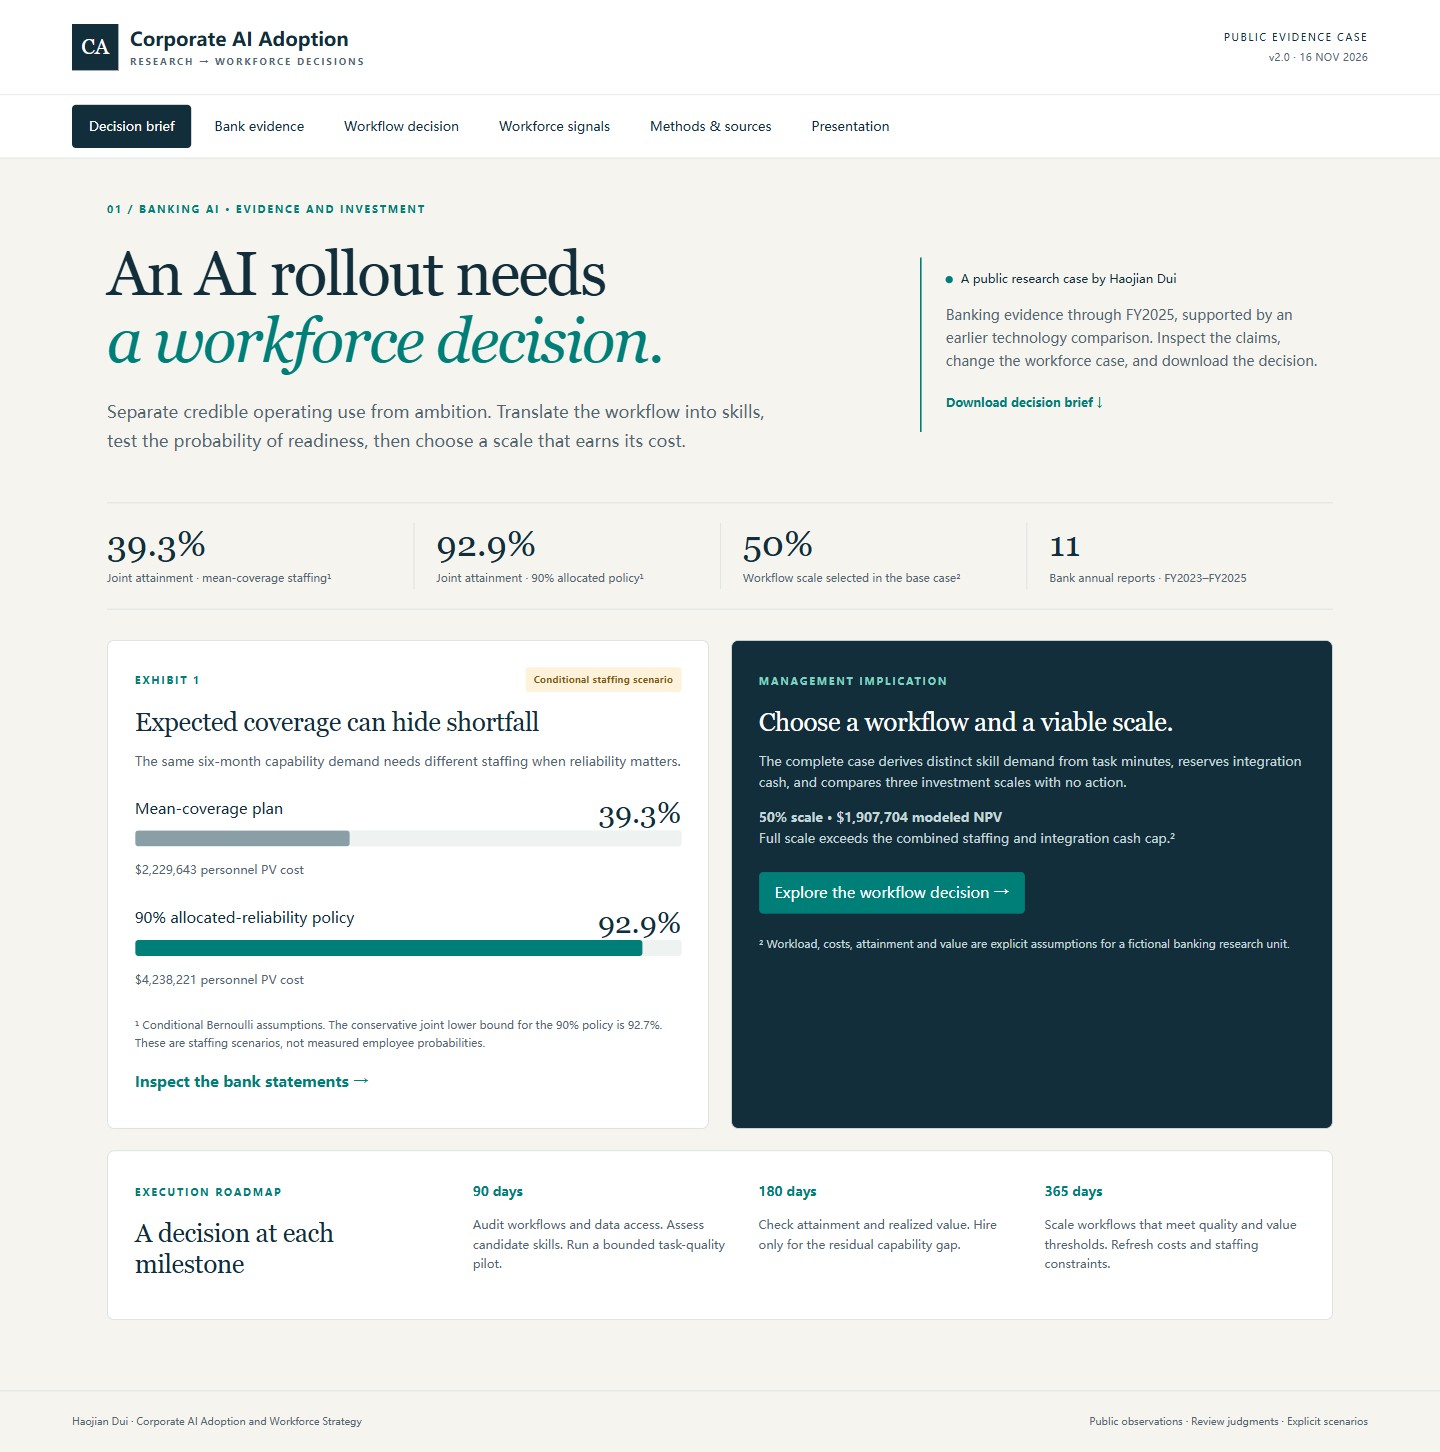 CA
Corporate AI Adoption
RESEARCH → WORKFORCE DECISIONS
PUBLIC EVIDENCE CASE
v2.0 · 16 NOV 2026
Decision brief
Bank evidence
Workflow decision
Workforce signals
Methods & sources
Presentation
01 / BANKING AI • EVIDENCE AND INVESTMENT
An AI rollout needs
a workforce decision.
Separate credible operating use from ambition. Translate the workflow into skills,
test the probability of readiness, then choose a scale that earns its cost.
A public research case by Haojian Dui
Banking evidence through FY2025, supported by an
earlier technology comparison. Inspect the claims,
change the workforce case, and download the decision.
Download decision brief ↓
39.3%
Joint attainment · mean-coverage staffing¹
92.9%
Joint attainment · 90% allocated policy¹
50%
Workflow scale selected in the base case²
11
Bank annual reports · FY2023–FY2025
EXHIBIT 1
Conditional staffing scenario
Expected coverage can hide shortfall
The same six-month capability demand needs different staffing when reliability matters.
Mean-coverage plan
39.3%
$2,229,643 personnel PV cost
90% allocated-reliability policy
92.9%
$4,238,221 personnel PV cost
¹ Conditional Bernoulli assumptions. The conservative joint lower bound for the 90% policy is 92.7%.
These are staffing scenarios, not measured employee probabilities.
Inspect the bank statements →
MANAGEMENT IMPLICATION
Choose a workflow and a viable scale.
The complete case derives distinct skill demand from task minutes, reserves integration
cash, and compares three investment scales with no action.
50% scale • $1,907,704 modeled NPV
Full scale exceeds the combined staffing and integration cash cap.²
Explore the workflow decision →
² Workload, costs, attainment and value are explicit assumptions for a fictional banking research unit.
EXECUTION ROADMAP
A decision at each
milestone
90 days
Audit workflows and data access. Assess
candidate skills. Run a bounded task-quality
pilot.
180 days
Check attainment and realized value. Hire
only for the residual capability gap.
365 days
Scale workflows that meet quality and value
thresholds. Refresh costs and staffing
constraints.
Haojian Dui · Corporate AI Adoption and Workforce Strategy
Public observations · Review judgments · Explicit scenarios